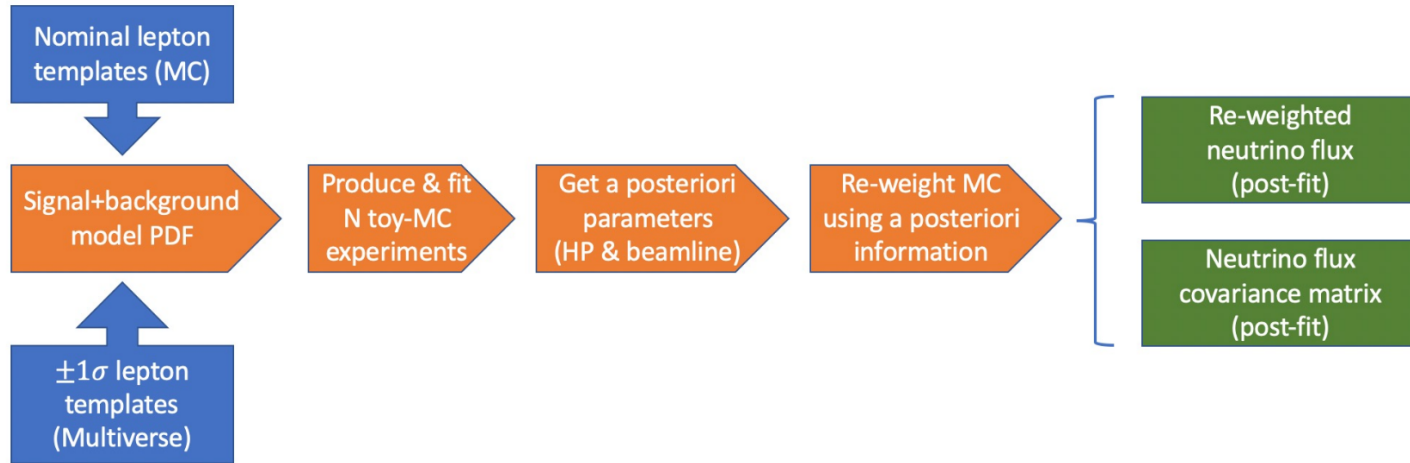 Nominal lepton
templates (MC)
Signal+background
model PDF
±1σ lepton
templates
(Multiverse)
Produce & fit
N toy-MC
experiments
Get a posteriori
parameters
(HP & beamline)
Re-weight MC
using a posteriori
information
Re-weighted
neutrino flux
(post-fit)
Neutrino flux
covariance matrix
(post-fit)